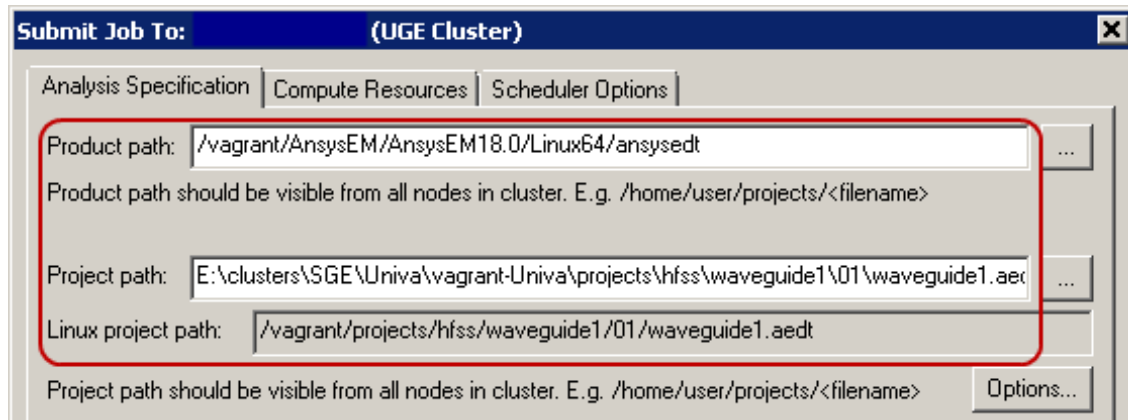 Submit Job To: (UGE Cluster)
Analysis Specification Compute Resources Scheduler Options
Product path: /vagrant/AnsysEM/AnsysEM18.0/Linux64/ansysedt ...
Product path should be visible from all nodes in cluster. E.g. /home/user/projects/<filename>
Project path: E:\clusters\SGE\Univa\vagrant-Univa\projects\hfss\waveguide1\01\waveguide1.aed ...
Linux project path: /vagrant/projects/hfss/waveguide1/01/waveguide1.aedt
Project path should be visible from all nodes in cluster. E.g. /home/user/projects/<filename> Options...